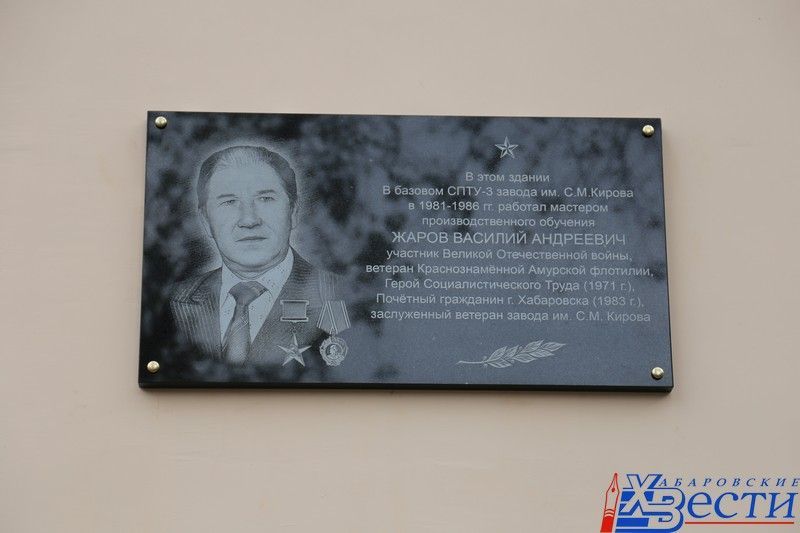 В этом здании
В базовом СПТУ-3 завода им. С.М.Кирова
в 1981-1986 гг. работал мастером
производственного обучения
ЖАРОВ ВАСИЛИЙ АНДРЕЕВИЧ
участник Великой Отечественной войны,
ветеран Краснознамённой Амурской флотилии,
Герой Социалистического Труда (1971 г.),
Почётный гражданин г. Хабаровска (1983 г.),
заслуженный ветеран завода им. С.М. Кирова
ХАБАРОВСКИЕ
ВЕСТИ